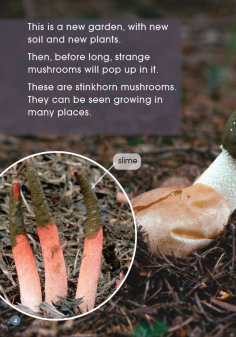 This is a new garden, with new
soil and new plants.
Then, before long, strange
mushrooms will pop up in it.
These are stinkhorn mushrooms.
They can be seen growing in
many places.
slime